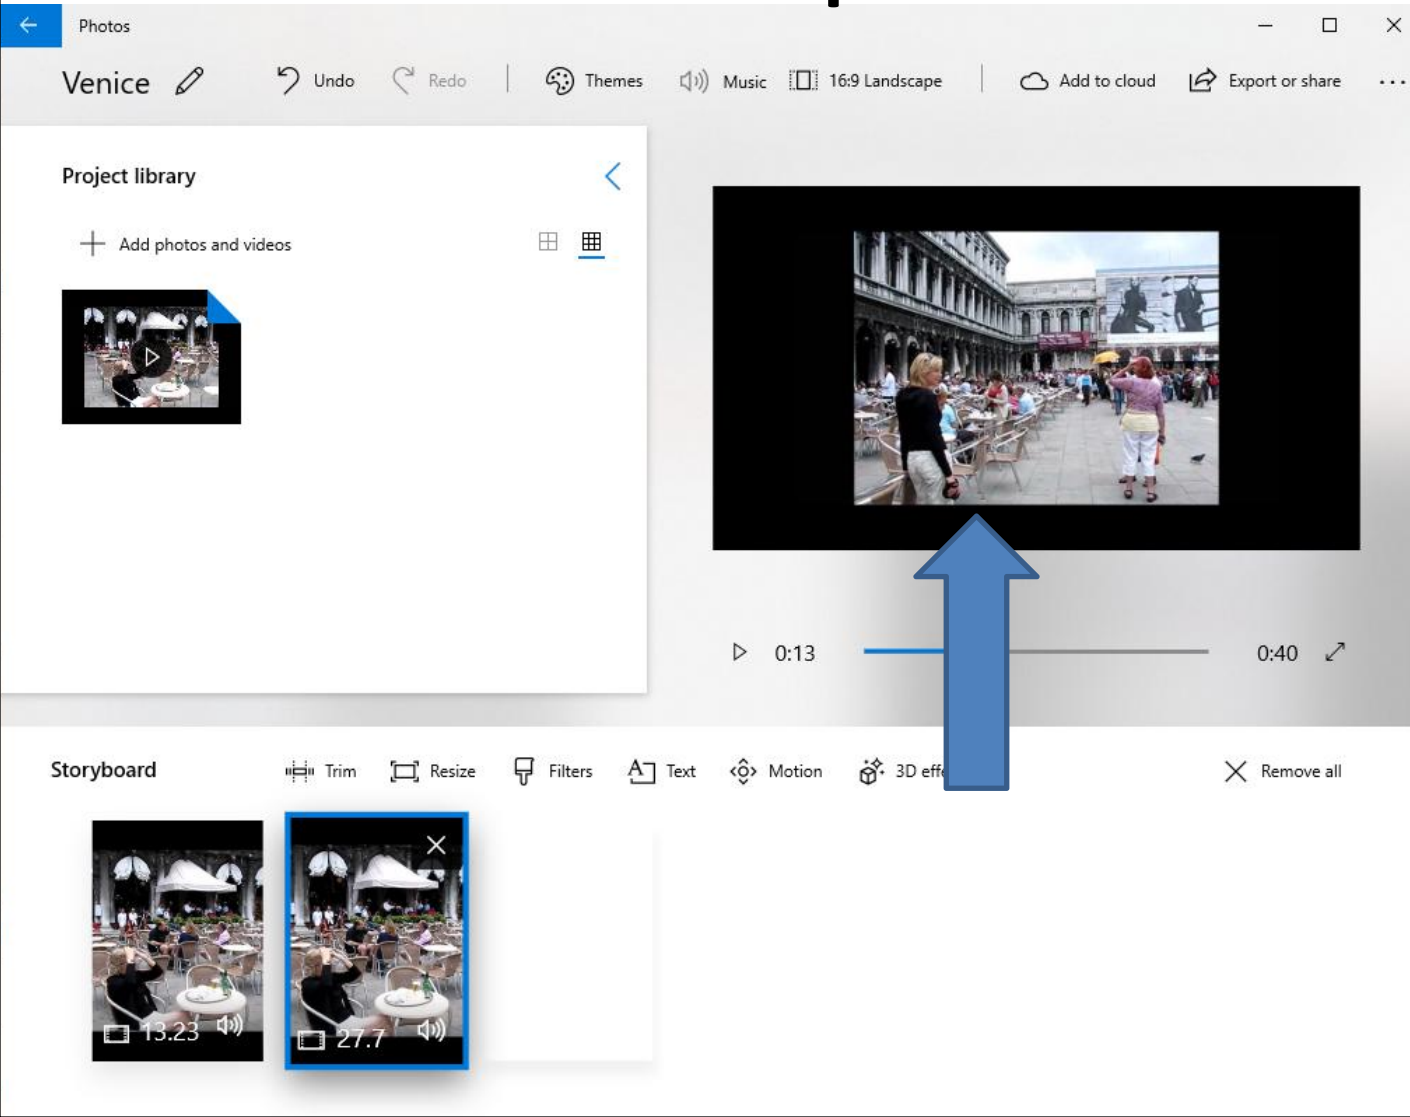 Photos
Venice Undo Redo Themes Music 16:9 Landscape Add to cloud Export or share
Project library
Add photos and videos
0:13 0:40
Storyboard Trim Resize Filters Text Motion 3D Remove all
13.23 27.7